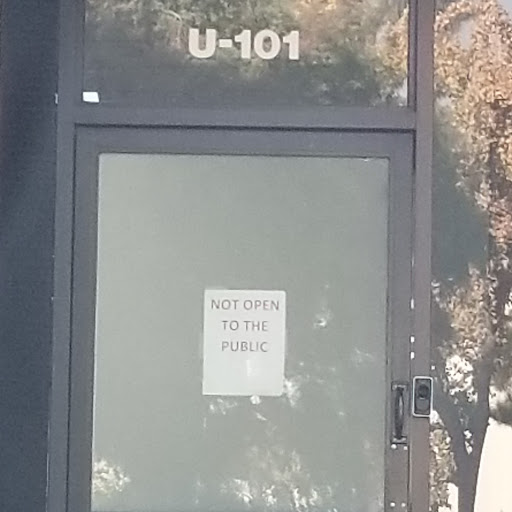 U-101
NOT OPEN
TO THE
PUBLIC